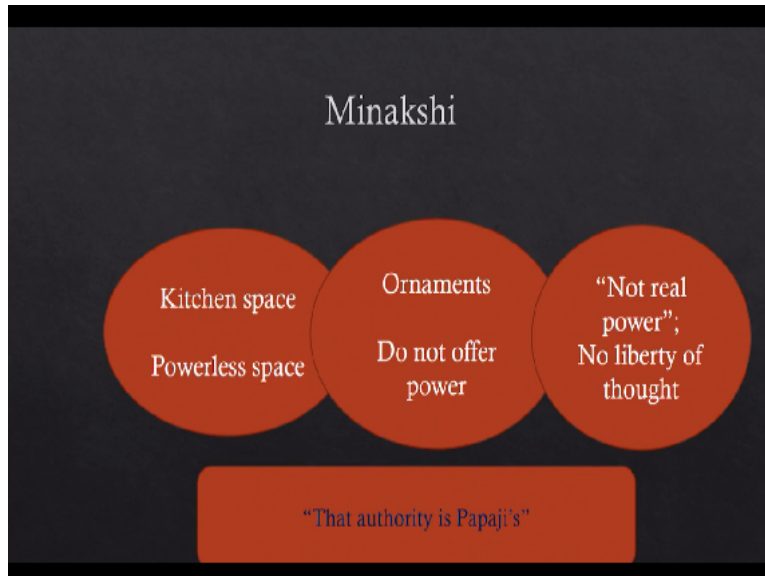 Minakshi
Kitchen space
Powerless space
Ornaments
Do not offer
power
“Not real
power”;
No liberty of
thought
“That authority is Papaji’s”